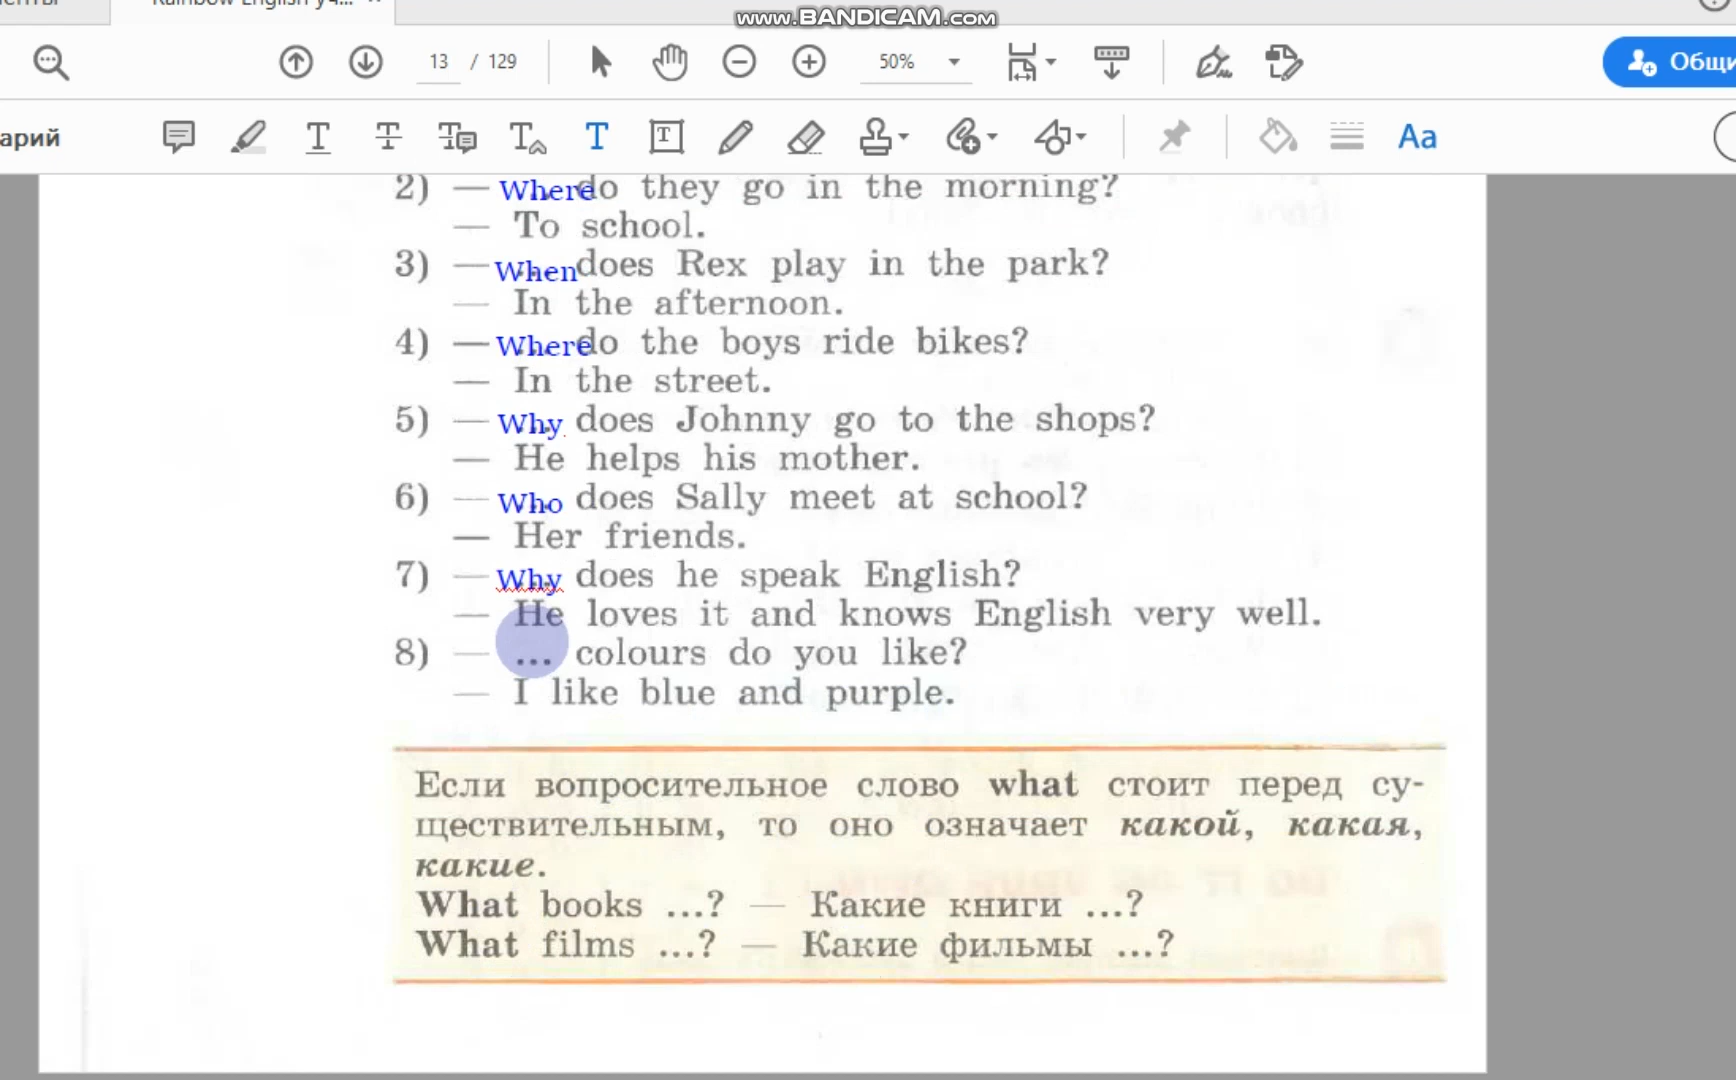 Rainbow English уч...
www.BANDICAM.com
13 / 129
50%
Общи
арий
Aa
2) — Where do they go in the morning?
— To school.
3) — When does Rex play in the park?
— In the afternoon.
4) — Where do the boys ride bikes?
— In the street.
5) — Why does Johnny go to the shops?
— He helps his mother.
6) — Who does Sally meet at school?
— Her friends.
7) — Why does he speak English?
— He loves it and knows English very well.
8) — ... colours do you like?
— I like blue and purple.
Если вопросительное слово what стоит перед су-
ществительным, то оно означает какой, какая,
какие.
What books ...? — Какие книги ...?
What films ...? — Какие фильмы ...?